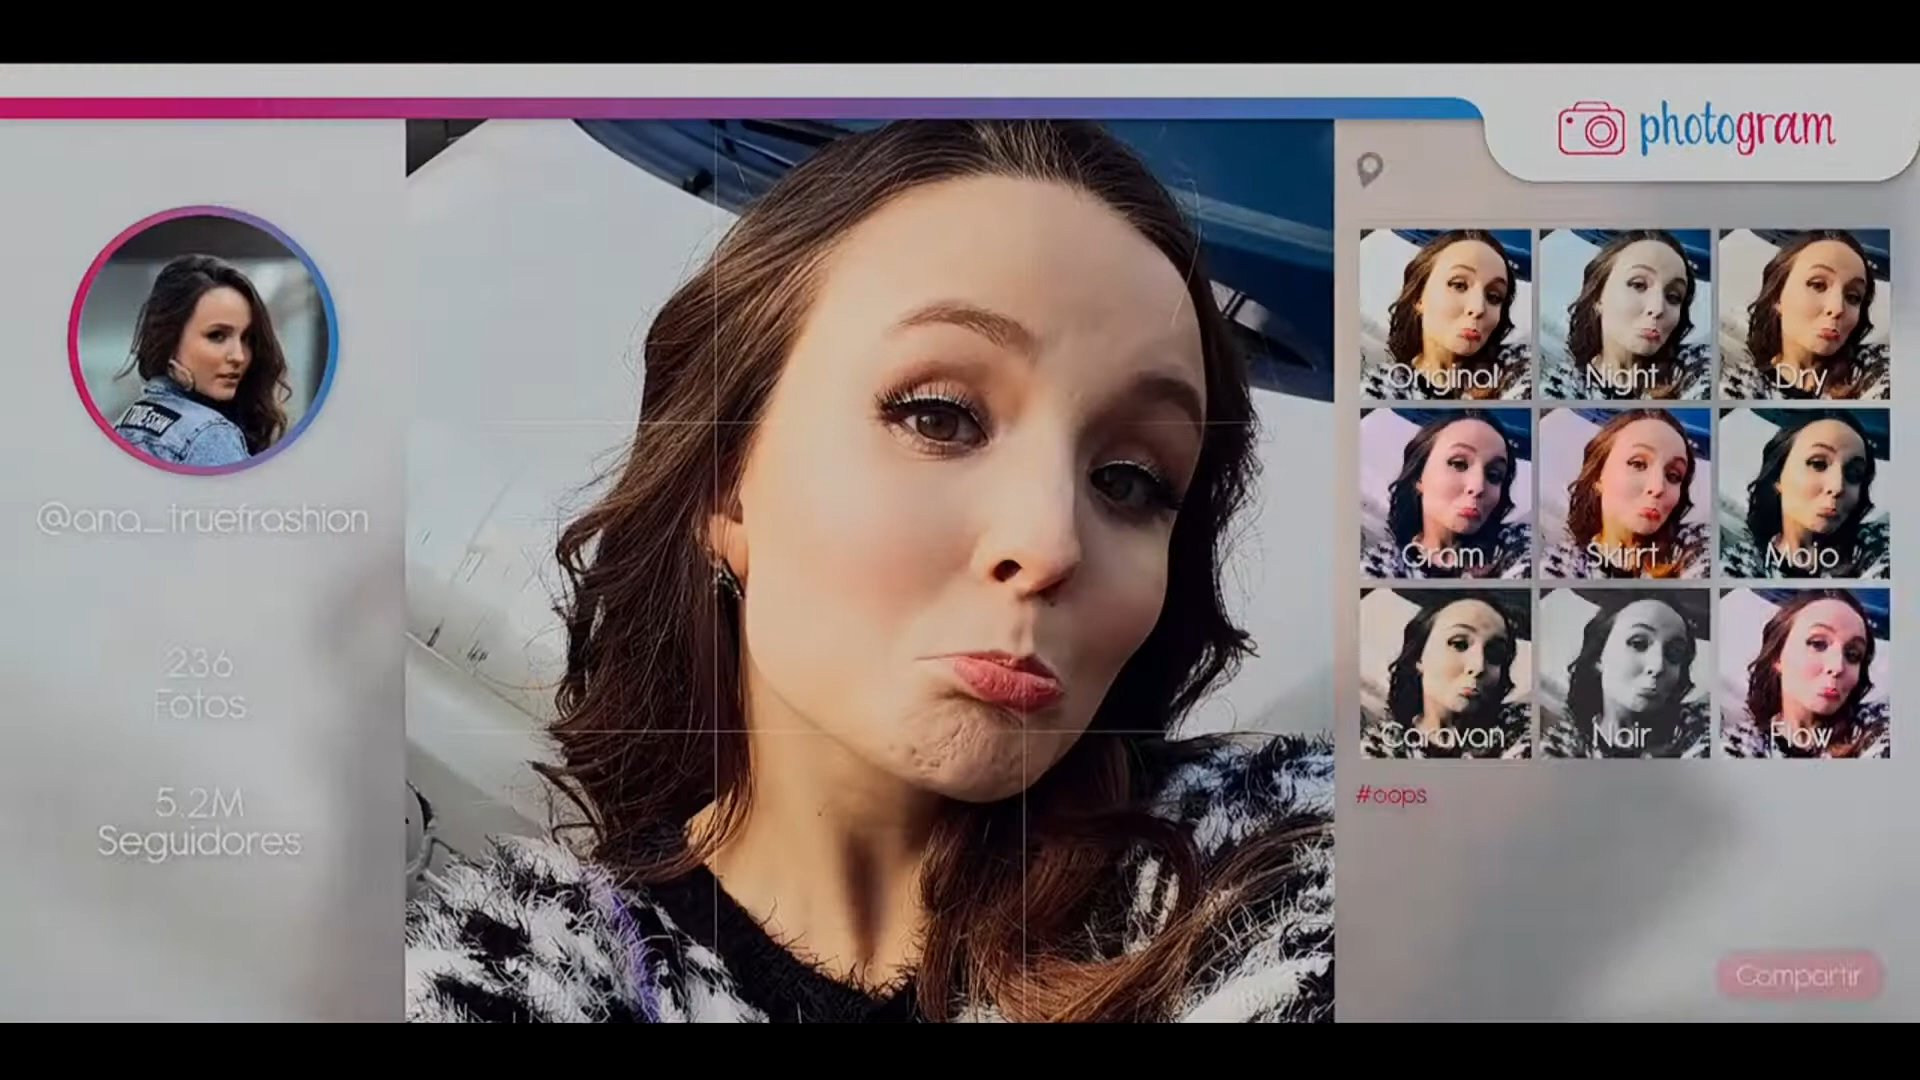 photogram
@ana_truefrashion
236
Fotos
5.2M
Seguidores
Original
Night
Dry
Gram
Skirrt
Mojo
Caravan
Noir
Flow
#oops
Compartir